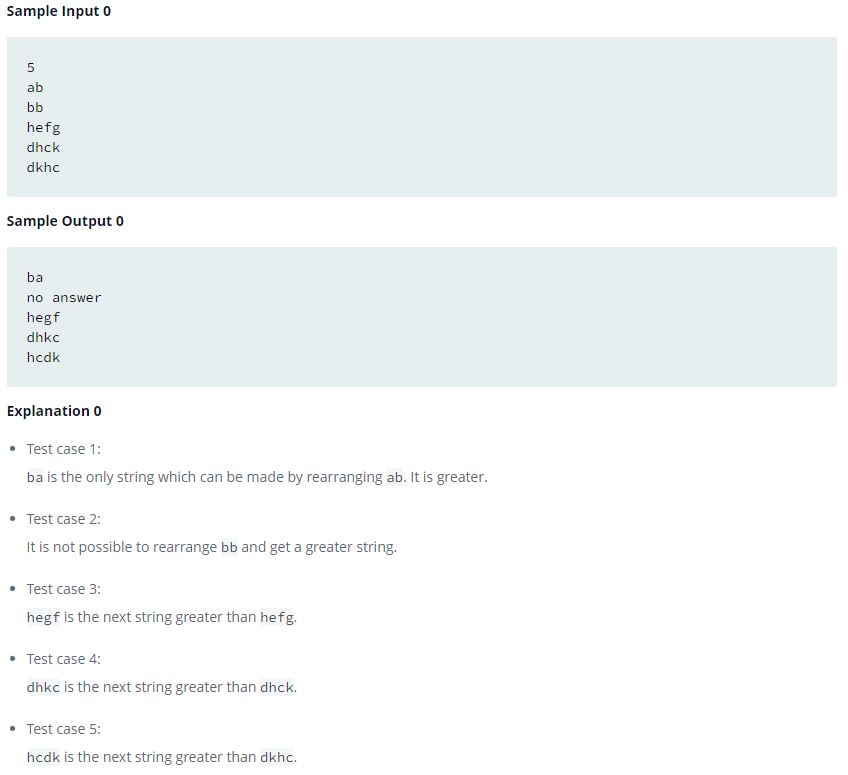 Sample Input 0
5
ab
bb
hefg
dhck
dkhc
Sample Output 0
ba
no answer
hegf
dhkc
hcdk
Explanation 0
Test case 1:
ba is the only string which can be made by rearranging ab. It is greater.
Test case 2:
It is not possible to rearrange bb and get a greater string.
Test case 3:
hegf is the next string greater than hefg.
Test case 4:
dhkc is the next string greater than dhck.
Test case 5:
hcdk is the next string greater than dkhc.